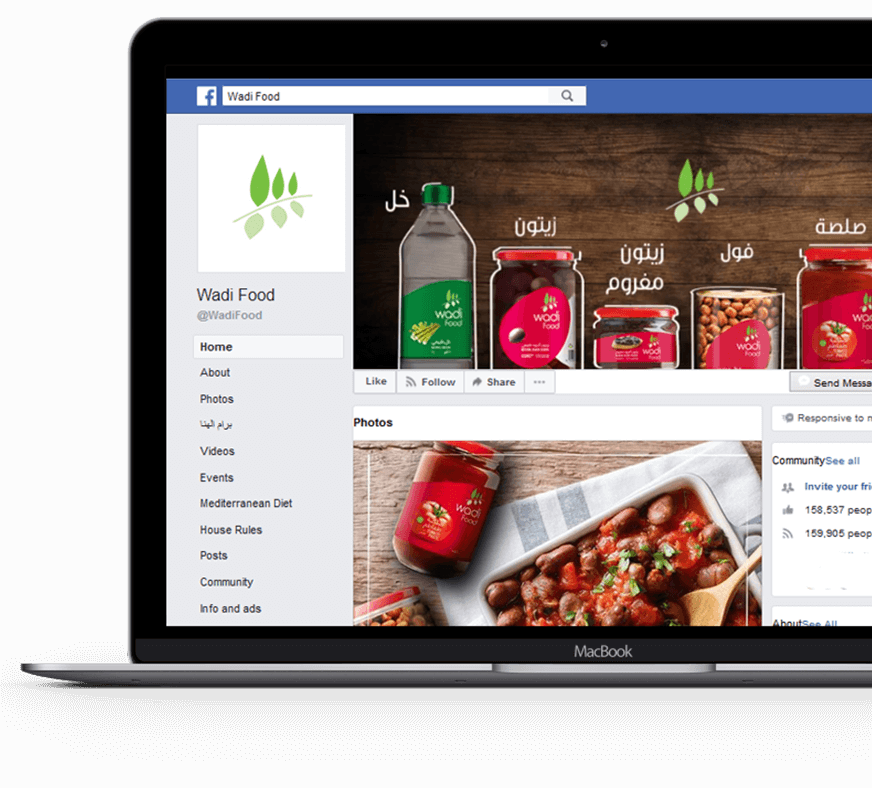 Wadi Food
خل
زيتون
زيتون
مفروم
فول
صلصة
wadi
Food
wadi
Food
wadi
Food
wadi
Food
wadi
Food
Wadi Food
@WadiFood
Home
About
Photos
برام الهنا
Videos
Events
Mediterranean Diet
House Rules
Posts
Community
Info and ads
Like
Follow
Share
Send Messa
Photos
wadi
Food
Responsive to m
Community See all
Invite your fri
158,537 peop
159,905 peop
About See All
MacBook